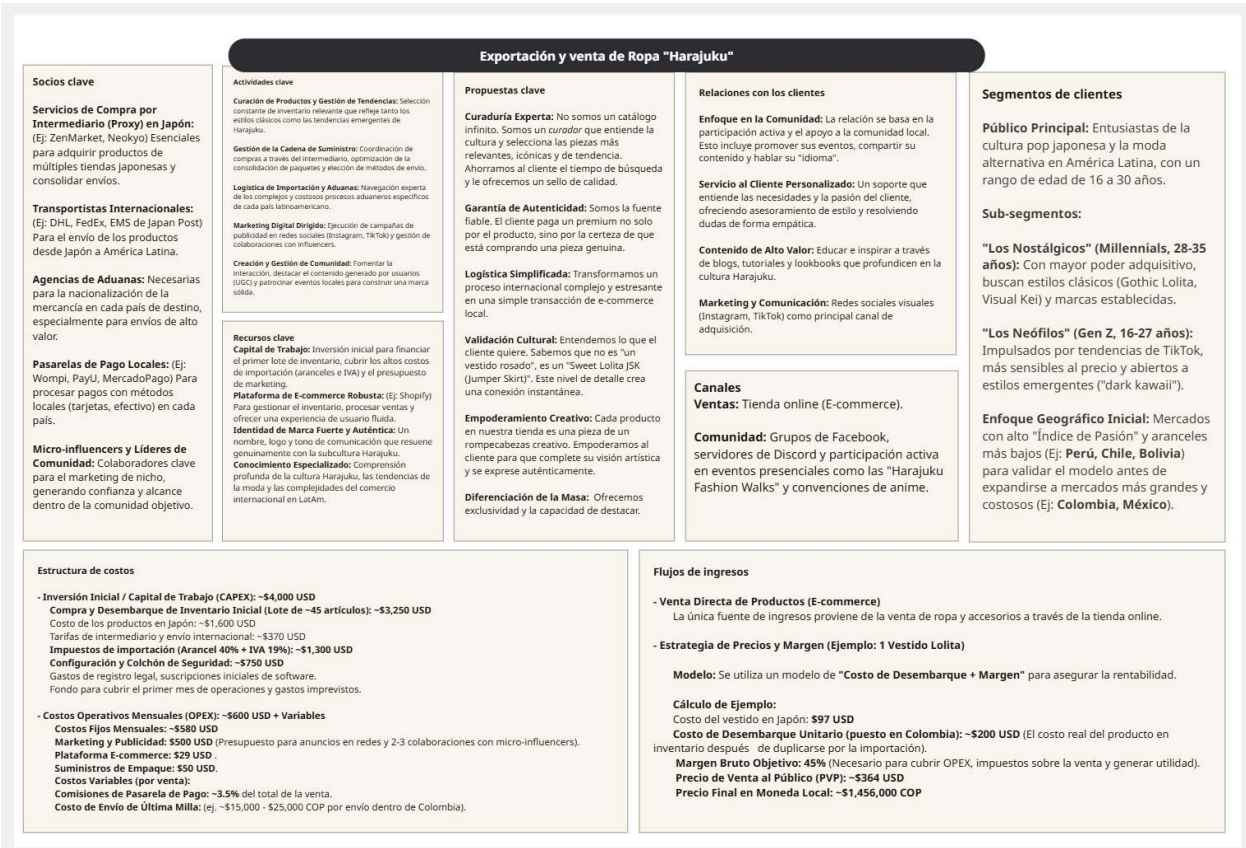 Exportación y venta de Ropa "Harajuku"
Socios clave
Servicios de Compra por
Intermediario (Proxy) en Japón:
(Ej: ZenMarket, Neokyo) Esenciales
para adquirir productos de
múltiples tiendas japonesas y
consolidar envíos.
Transportistas Internacionales:
(Ej: DHL, FedEx, EMS de Japan Post)
Para el envío de los productos
desde Japón a América Latina.
Agencias de Aduanas: Necesarias
para la nacionalización de la
mercancía en cada país de destino,
especialmente para envíos de alto
valor.
Pasarelas de Pago Locales: (Ej:
Wompi, PayU, MercadoPago) Para
procesar pagos con métodos
locales (tarjetas, efectivo) en cada
país.
Micro-influencers y Líderes de
Comunidad: Colaboradores clave
para el marketing de nicho,
generando confianza y alcance
dentro de la comunidad objetivo.
Actividades clave
Curación de Productos y Gestión de Tendencias: Selección
constante de inventario relevante que refleje tanto los
estilos clásicos como las tendencias emergentes de
Harajuku.
Gestión de la Cadena de Suministro: Coordinación de
compras a través del intermediario, optimización de la
consolidación de paquetes y elección de métodos de envío.
Logística de Importación y Aduanas: Navegación experta
de los complejos y costosos procesos aduaneros específicos
de cada país latinoamericano.
Marketing Digital Dirigido: Ejecución de campañas de
publicidad en redes sociales (Instagram, TikTok) y gestión de
colaboraciones con influencers.
Creación y Gestión de Comunidad: Fomentar la
interacción, destacar el contenido generado por usuarios
(UGC) y patrocinar eventos locales para construir una marca
sólida.
Recursos clave
Capital de Trabajo: Inversión inicial para financiar
el primer lote de inventario, cubrir los altos costos
de importación (aranceles e IVA) y el presupuesto
de marketing.
Plataforma de E-commerce Robusta: (Ej: Shopify)
Para gestionar el inventario, procesar ventas y
ofrecer una experiencia de usuario fluida.
Identidad de Marca Fuerte y Auténtica: Un
nombre, logo y tono de comunicación que resuene
genuinamente con la subcultura Harajuku.
Conocimiento Especializado: Comprensión
profunda de la cultura Harajuku, las tendencias de
la moda y las complejidades del comercio
internacional en LatAm.
Propuestas clave
Curaduría Experta: No somos un catálogo
infinito. Somos un curador que entiende la
cultura y selecciona las piezas más
relevantes, icónicas y de tendencia.
Ahorramos al cliente el tiempo de búsqueda
y le ofrecemos un sello de calidad.
Garantía de Autenticidad: Somos la fuente
fiable. El cliente paga un premium no solo
por el producto, sino por la certeza de que
está comprando una pieza genuina.
Logística Simplificada: Transformamos un
proceso internacional complejo y estresante
en una simple transacción de e-commerce
local.
Validación Cultural: Entendemos lo que el
cliente quiere. Sabemos que no es "un
vestido rosado", es un "Sweet Lolita JSK
(Jumper Skirt)". Este nivel de detalle crea
una conexión instantánea.
Empoderamiento Creativo: Cada producto
en nuestra tienda es una pieza de un
rompecabezas creativo. Empoderamos al
cliente para que complete su visión artística
y se exprese auténticamente.
Diferenciación de la Masa: Ofrecemos
exclusividad y la capacidad de destacar.
Relaciones con los clientes
Enfoque en la Comunidad: La relación se basa en la
participación activa y el apoyo a la comunidad local.
Esto incluye promover sus eventos, compartir su
contenido y hablar su "idioma".
Servicio al Cliente Personalizado: Un soporte que
entiende las necesidades y la pasión del cliente,
ofreciendo asesoramiento de estilo y resolviendo
dudas de forma empática.
Contenido de Alto Valor: Educar e inspirar a través
de blogs, tutoriales y lookbooks que profundicen en la
cultura Harajuku.
Marketing y Comunicación: Redes sociales visuales
(Instagram, TikTok) como principal canal de
adquisición.
Canales
Ventas: Tienda online (E-commerce).
Comunidad: Grupos de Facebook,
servidores de Discord y participación activa
en eventos presenciales como las "Harajuku
Fashion Walks" y convenciones de anime.
Segmentos de clientes
Público Principal: Entusiastas de la
cultura pop japonesa y la moda
alternativa en América Latina, con un
rango de edad de 16 a 30 años.
Sub-segmentos:
"Los Nostálgicos" (Millennials, 28-35
años): Con mayor poder adquisitivo,
buscan estilos clásicos (Gothic Lolita,
Visual Kei) y marcas establecidas.
"Los Neófilos" (Gen Z, 16-27 años):
Impulsados por tendencias de TikTok,
más sensibles al precio y abiertos a
estilos emergentes ("dark kawaii").
Enfoque Geográfico Inicial: Mercados
con alto "Índice de Pasión" y aranceles
más bajos (Ej: Perú, Chile, Bolivia)
para validar el modelo antes de
expandirse a mercados más grandes y
costosos (Ej: Colombia, México).
Estructura de costos
- Inversión Inicial / Capital de Trabajo (CAPEX): ~$4,000 USD
Compra y Desembarque de Inventario Inicial (Lote de ~45 artículos): ~$3,250 USD
Costo de los productos en Japón: ~$1,600 USD
Tarifas de intermediario y envío internacional: ~$370 USD
Impuestos de importación (Arancel 40% + IVA 19%): ~$1,300 USD
Configuración y Colchón de Seguridad: ~$750 USD
Gastos de registro legal, suscripciones iniciales de software.
Fondo para cubrir el primer mes de operaciones y gastos imprevistos.
- Costos Operativos Mensuales (OPEX): ~$600 USD + Variables
Costos Fijos Mensuales: ~$580 USD
Marketing y Publicidad: $500 USD (Presupuesto para anuncios en redes y 2-3 colaboraciones con micro-influencers).
Plataforma E-commerce: $29 USD .
Suministros de Empaque: $50 USD.
Costos Variables (por venta):
Comisiones de Pasarela de Pago: ~3.5% del total de la venta.
Costo de Envío de Última Milla: (ej. ~$15,000 - $25,000 COP por envío dentro de Colombia).
Flujos de ingresos
- Venta Directa de Productos (E-commerce)
La única fuente de ingresos proviene de la venta de ropa y accesorios a través de la tienda online.
- Estrategia de Precios y Margen (Ejemplo: 1 Vestido Lolita)
Modelo: Se utiliza un modelo de "Costo de Desembarque + Margen" para asegurar la rentabilidad.
Cálculo de Ejemplo:
Costo del vestido en Japón: $97 USD
Costo de Desembarque Unitario (puesto en Colombia): ~$200 USD (El costo real del producto en
inventario después de duplicarse por la importación).
Margen Bruto Objetivo: 45% (Necesario para cubrir OPEX, impuestos sobre la venta y generar utilidad).
Precio de Venta al Público (PVP): ~$364 USD
Precio Final en Moneda Local: ~$1,456,000 COP